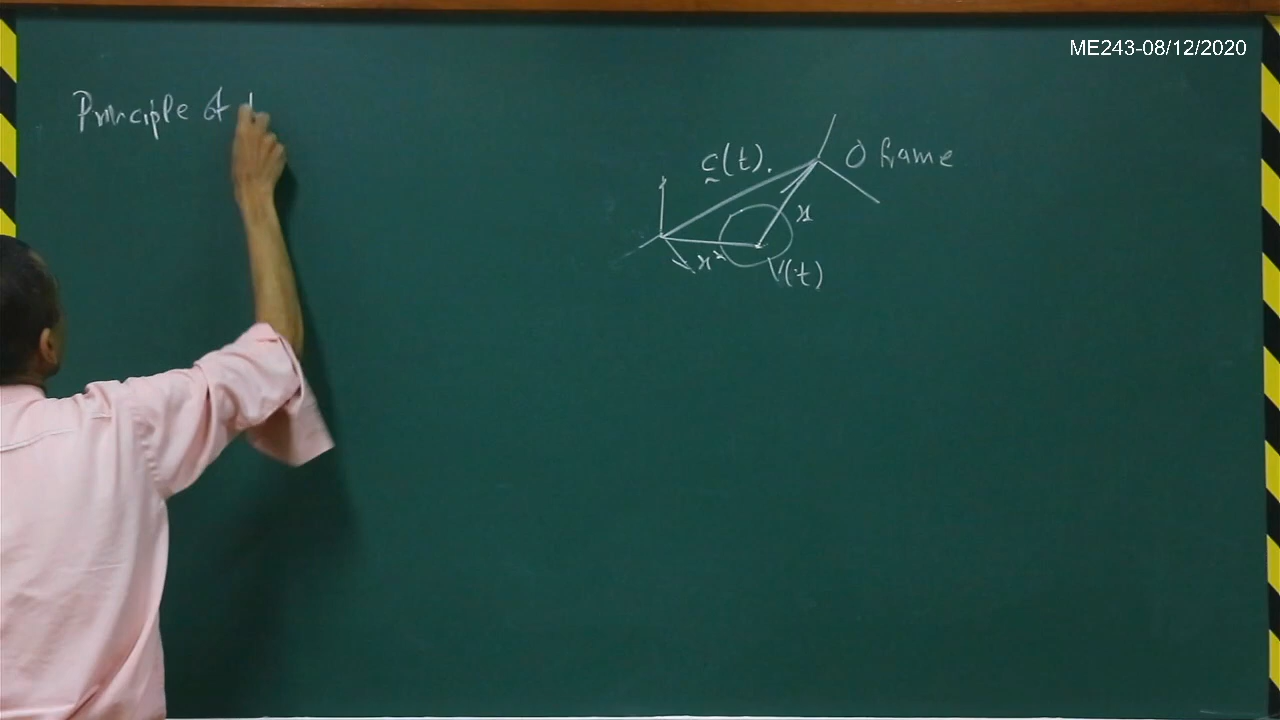 ME243-08/12/2020
Principle of
c(t).
O frame
x
x*
V(t)